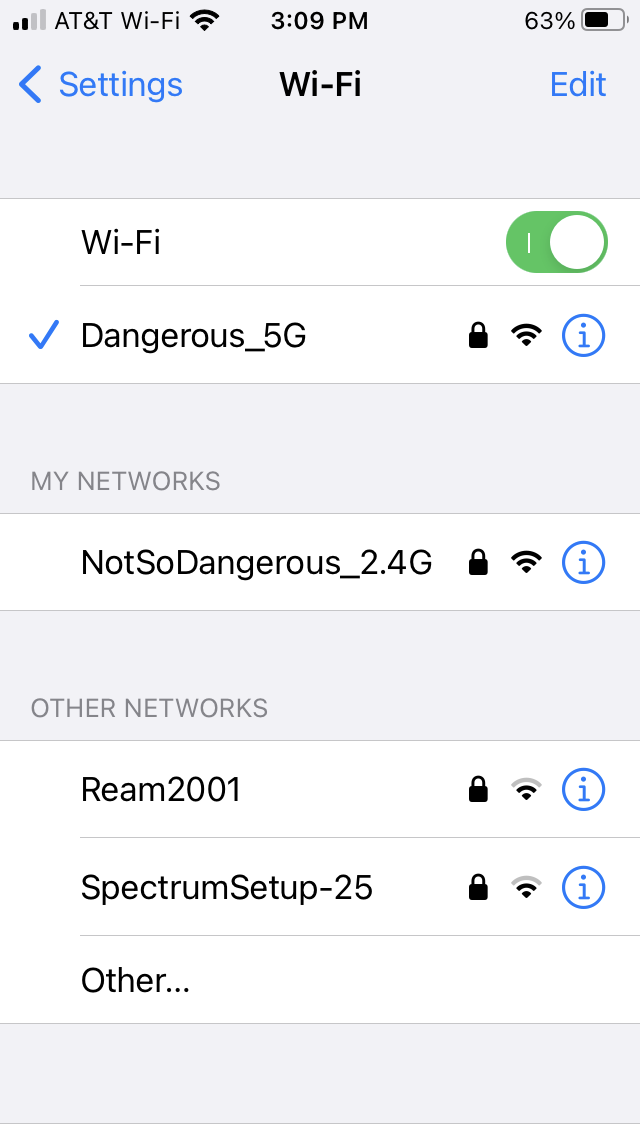 AT&T Wi-Fi 3:09 PM 63%
Settings Wi-Fi Edit
Wi-Fi
Dangerous_5G
MY NETWORKS
NotSoDangerous_2.4G
OTHER NETWORKS
Ream2001
SpectrumSetup-25
Other...